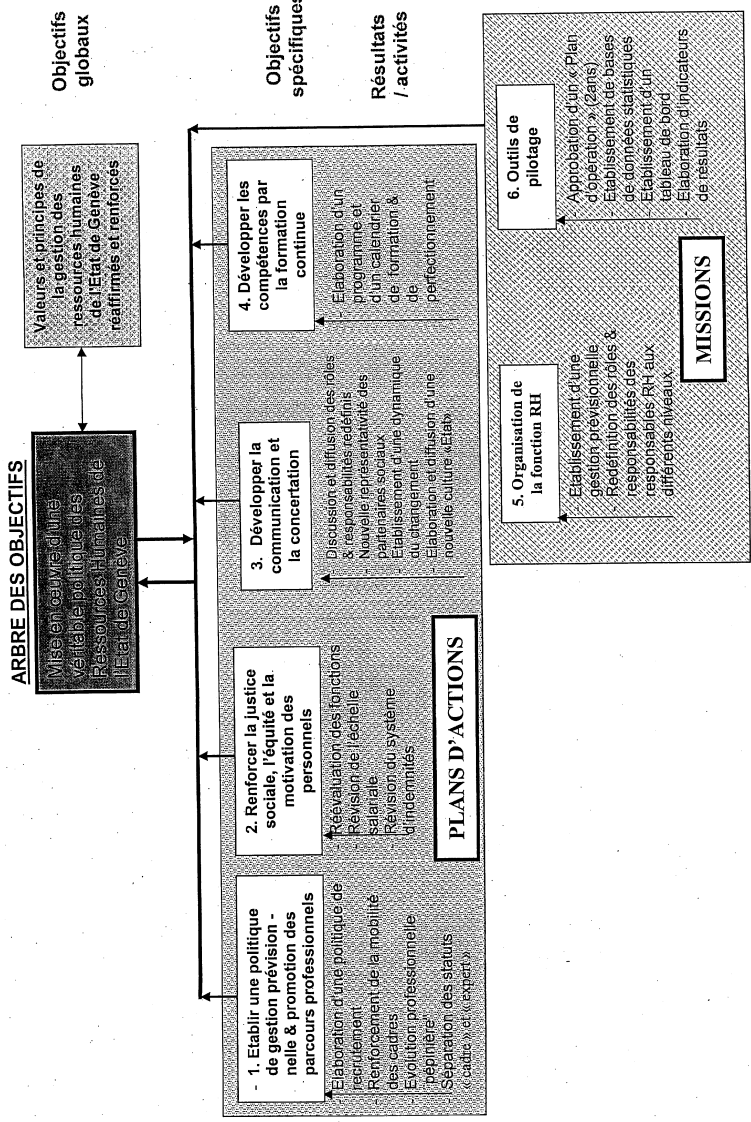 ARBRE DES OBJECTIFS
Mise en œuvre d'une
véritable politique des
Ressources Humaines de
l'Etat de Genève
Valeurs et principes de
la gestion des
ressources humaines
de l'Etat de Genève
réaffirmés et renforcés
Objectifs
globaux
Objectifs
spécifiques
Résultats
/ activités
- 1. Etablir une politique
de gestion prévision -
nelle & promotion des
parcours professionnels
- Elaboration d'une politique de
recrutement
- Renforcement de la mobilité
des cadres
- Evolution professionnelle
"pépinière"
- Séparation des statuts
« cadre » et « expert »
2. Renforcer la justice
sociale, l'équité et la
motivation des
personnels
- Réévaluation des fonctions
- Révision de l'échelle
salariale
- Révision du système
d'indemnités
3. Développer la
communication et
la concertation
Discussion et diffusion des rôles
& responsabilités redéfinis
- Nouvelle représentativité des
partenaires sociaux
- Etablissement d'une dynamique
du changement
- Elaboration et diffusion d'une
nouvelle culture «Etat»
4. Développer les
compétences par
la formation
continue
- Elaboration d'un
programme et
d'un calendrier
de formation &
de
perfectionnement
PLANS D'ACTIONS
5. Organisation de
la fonction RH
- Etablissement d'une
gestion prévisionnelle
- Redéfinition des rôles &
responsabilités des
responsables RH aux
différents niveaux
6. Outils de
pilotage
- Approbation d'un « Plan
d'opération » (2ans)
- Etablissement de bases
de données statistiques
- Etablissement d'un
tableau de bord
- Elaboration d'indicateurs
de résultats
MISSIONS